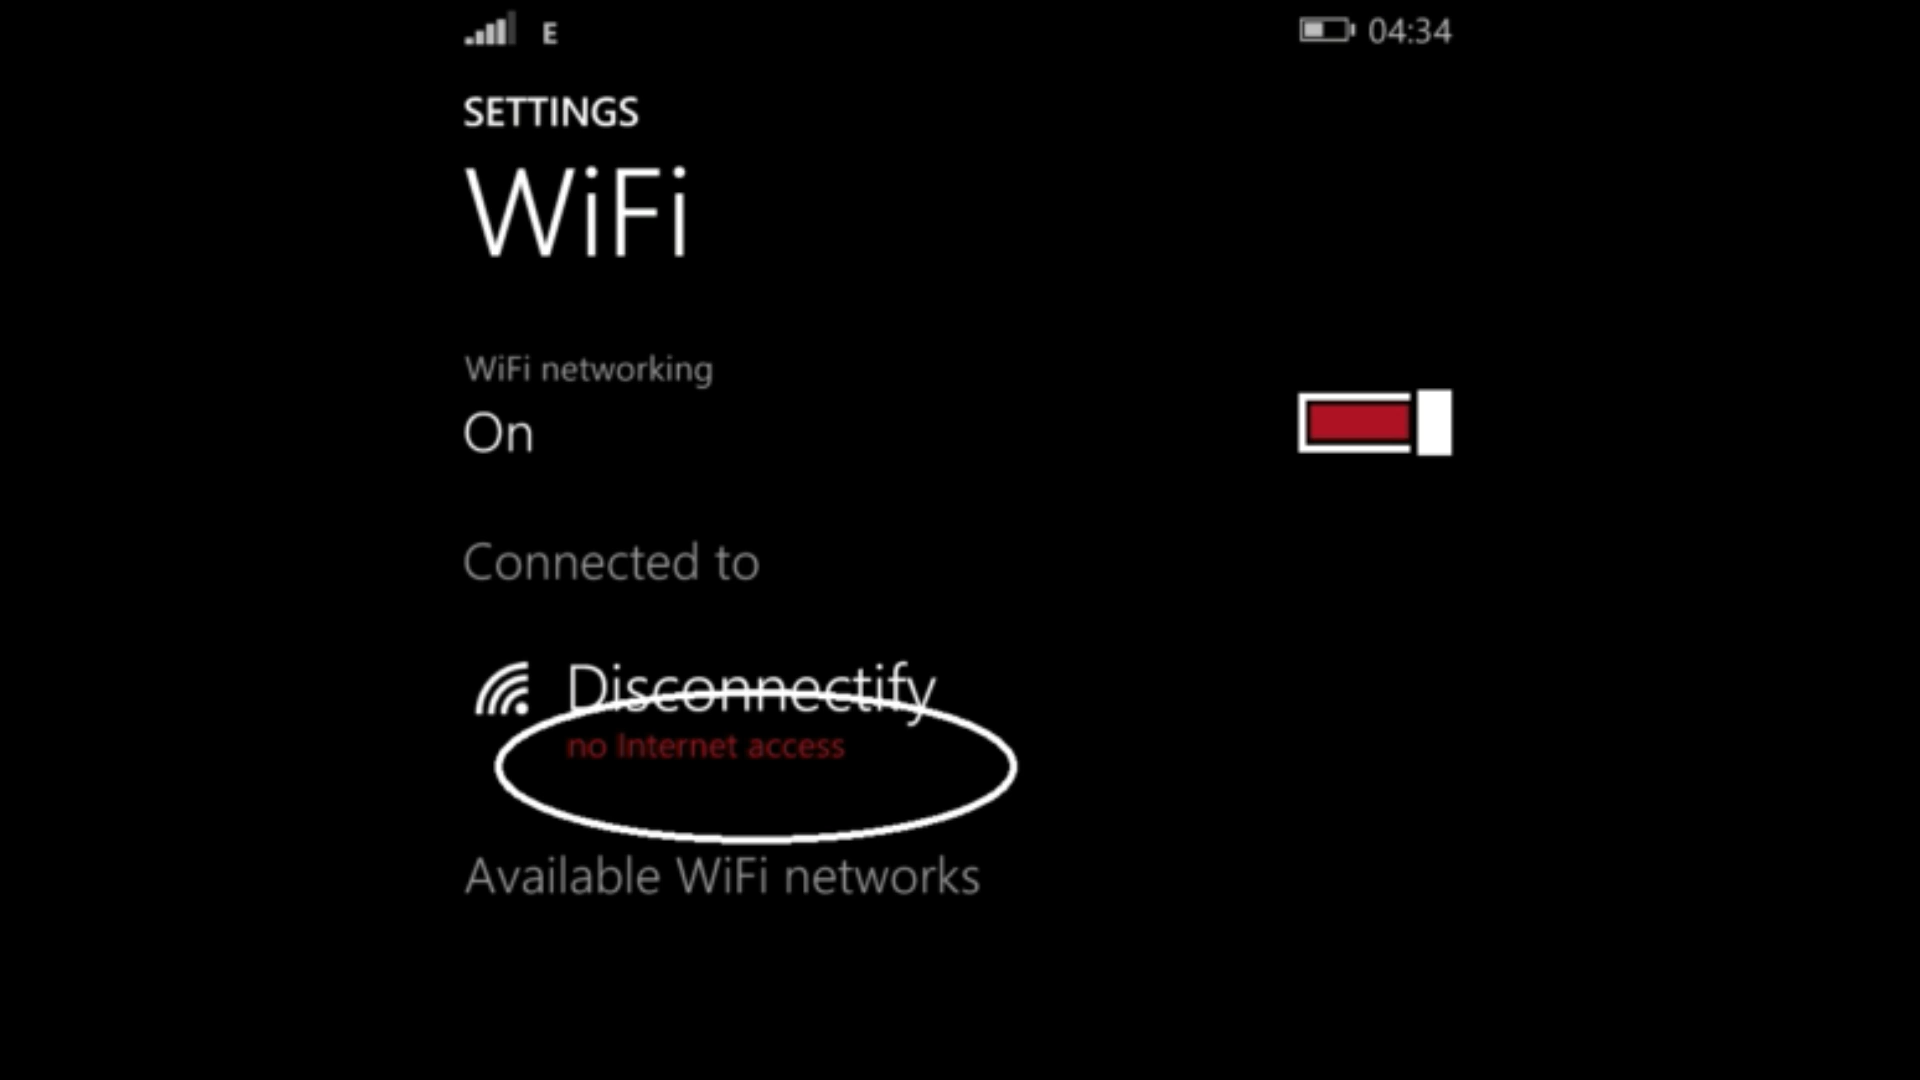 E 04:34
SETTINGS
WiFi
WiFi networking
On
Connected to
Disconnectify
no Internet access
Available WiFi networks